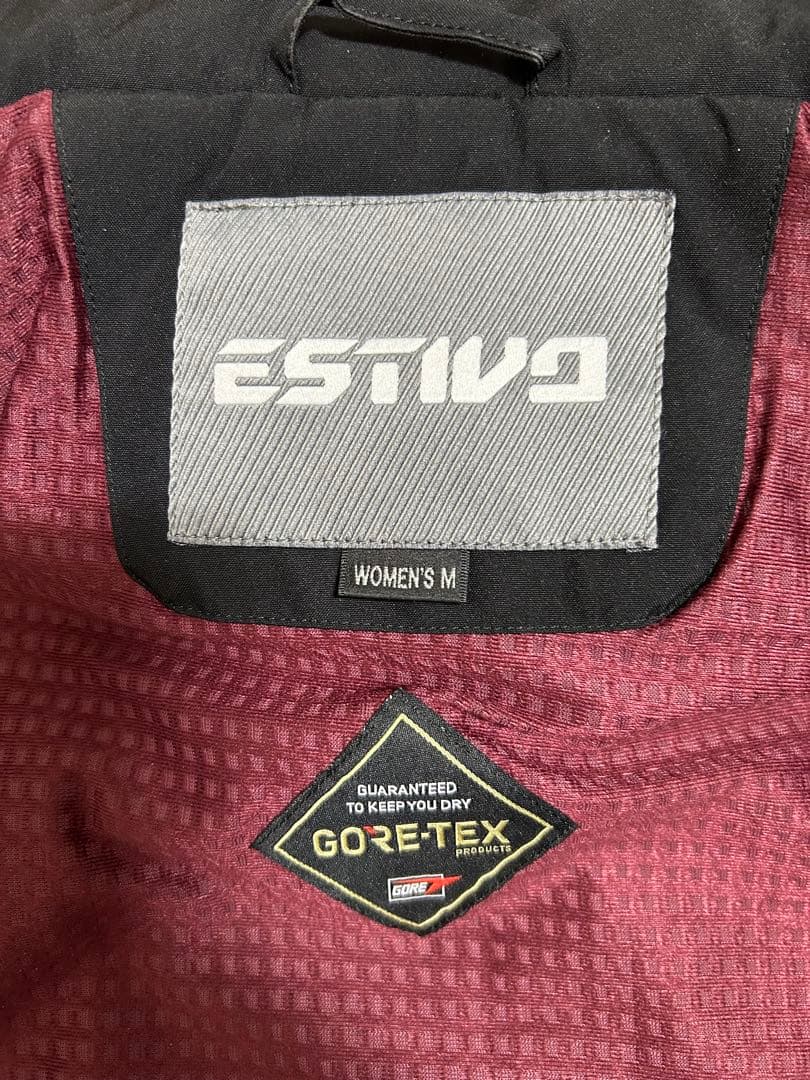 ESTIVO
WOMEN'S M
GUARANTEED
TO KEEP YOU DRY
GORE-TEX
PRODUCTS
GORE